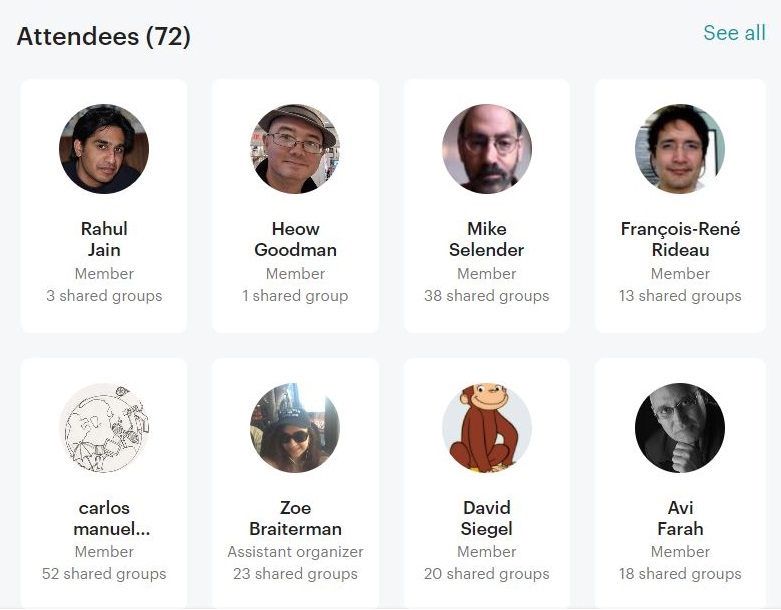 Attendees (72)
See all
Rahul
Jain
Member
3 shared groups
Heow
Goodman
Member
1 shared group
Mike
Selender
Member
38 shared groups
François-René
Rideau
Member
13 shared groups
carlos
manuel...
Member
52 shared groups
Zoe
Braiterman
Assistant organizer
23 shared groups
David
Siegel
Member
20 shared groups
Avi
Farah
Member
18 shared groups